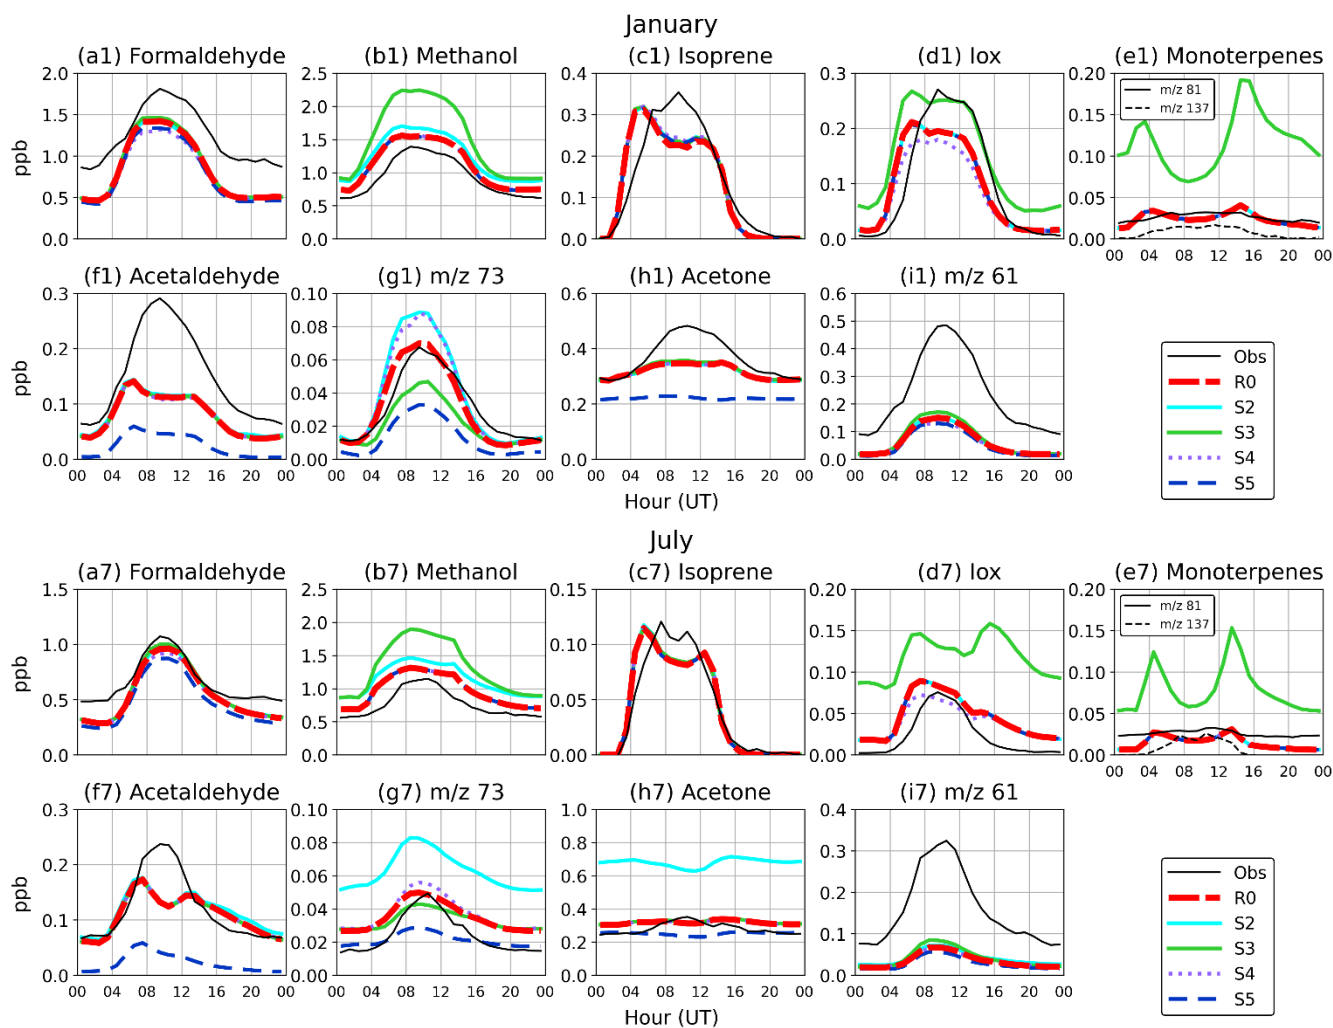 January
(a1) Formaldehyde (b1) Methanol (c1) Isoprene (d1) Iox (e1) Monoterpenes
2.0 1.5 1.0 0.5 0.0
2.5 2.0 1.5 1.0 0.5 0.0
0.4 0.3 0.2 0.1 0.0
0.3 0.2 0.1 0.0
0.20 0.15 0.10 0.05 0.00
ppb
m/z 81
m/z 137
00 04 08 12 16 20 00
(f1) Acetaldehyde (g1) m/z 73 (h1) Acetone (i1) m/z 61
0.3 0.2 0.1 0.0
0.10 0.08 0.06 0.04 0.02 0.00
0.6 0.4 0.2 0.0
0.6 0.5 0.4 0.3 0.2 0.1 0.0
ppb
00 04 08 12 16 20 00 00 04 08 12 16 20 00 00 04 08 12 16 20 00 00 04 08 12 16 20 00
Hour (UT)
Obs
R0
S2
S3
S4
S5
July
(a7) Formaldehyde (b7) Methanol (c7) Isoprene (d7) Iox (e7) Monoterpenes
1.5 1.0 0.5 0.0
2.5 2.0 1.5 1.0 0.5 0.0
0.15 0.10 0.05 0.00
0.20 0.15 0.10 0.05 0.00
0.20 0.15 0.10 0.05 0.00
ppb
m/z 81
m/z 137
00 04 08 12 16 20 00
(f7) Acetaldehyde (g7) m/z 73 (h7) Acetone (i7) m/z 61
0.3 0.2 0.1 0.0
0.10 0.08 0.06 0.04 0.02 0.00
1.0 0.8 0.6 0.4 0.2 0.0
0.4 0.3 0.2 0.1 0.0
ppb
00 04 08 12 16 20 00 00 04 08 12 16 20 00 00 04 08 12 16 20 00 00 04 08 12 16 20 00
Hour (UT)
Obs
R0
S2
S3
S4
S5